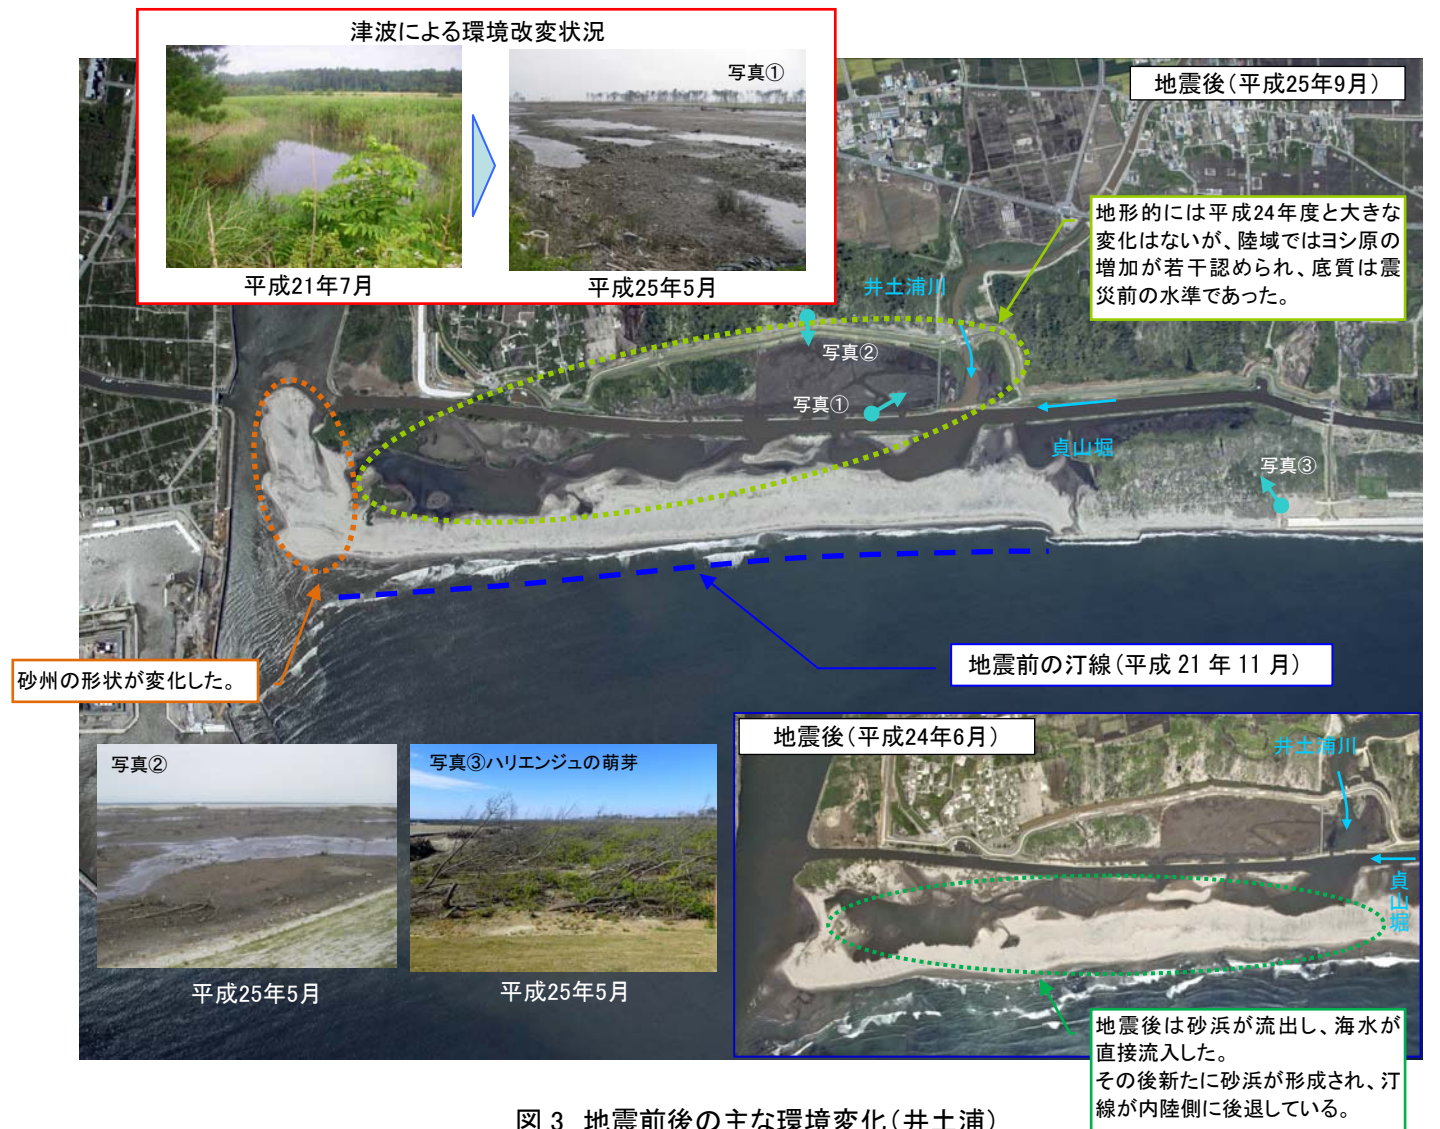 津波による環境改変状況
写真①
平成21年7月
平成25年5月
地震後(平成25年9月)
地形的には平成24年度と大きな
変化はないが、陸域ではヨシ原の
増加が若干認められ、底質は震
災前の水準であった。
井土浦川
写真②
写真①
貞山堀
写真③
地震前の汀線(平成 21 年 11 月)
砂州の形状が変化した。
写真②
平成25年5月
写真③ハリエンジュの萌芽
平成25年5月
地震後(平成24年6月)
井土浦川
貞山堀
地震後は砂浜が流出し、海水が
直接流入した。
その後新たに砂浜が形成され、汀
線が内陸側に後退している。
図 3 地震前後の主な環境変化(井土浦)